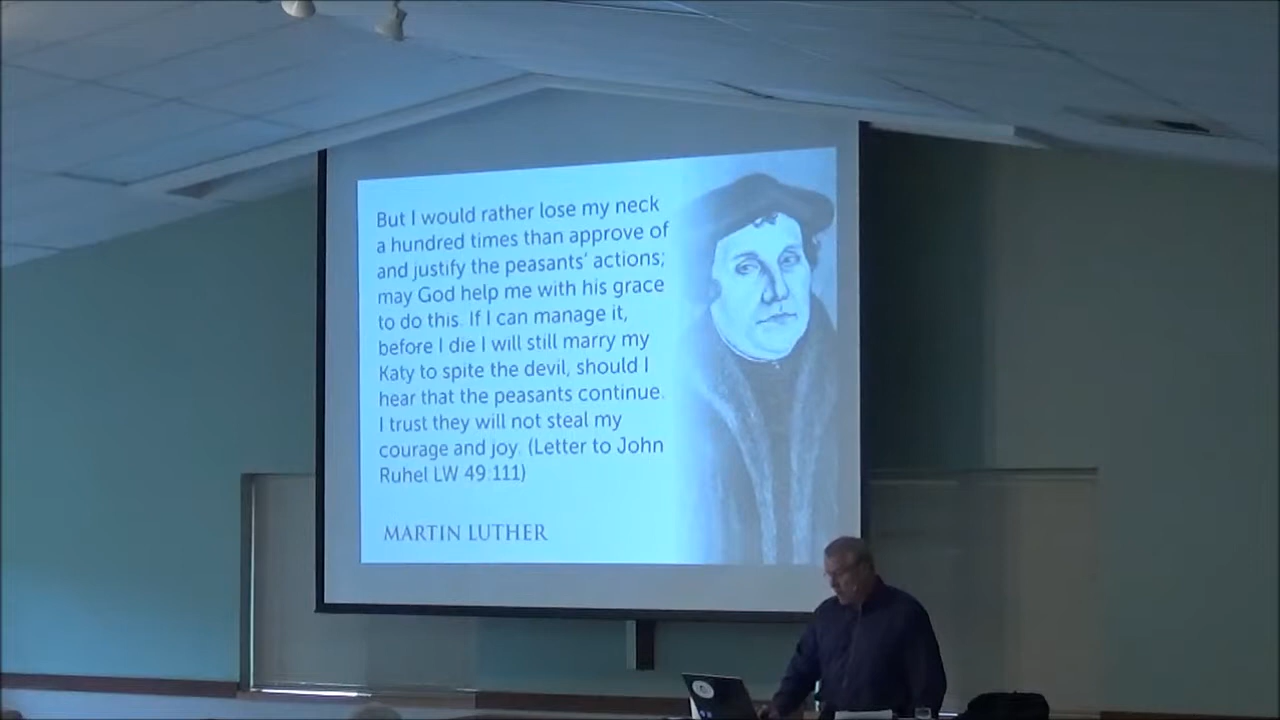 But I would rather lose my neck
a hundred times than approve of
and justify the peasants' actions;
may God help me with his grace
to do this. If I can manage it,
before I die I will still marry my
Katy to spite the devil, should I
hear that the peasants continue.
I trust they will not steal my
courage and joy. (Letter to John
Ruhel LW 49:111)
MARTIN LUTHER